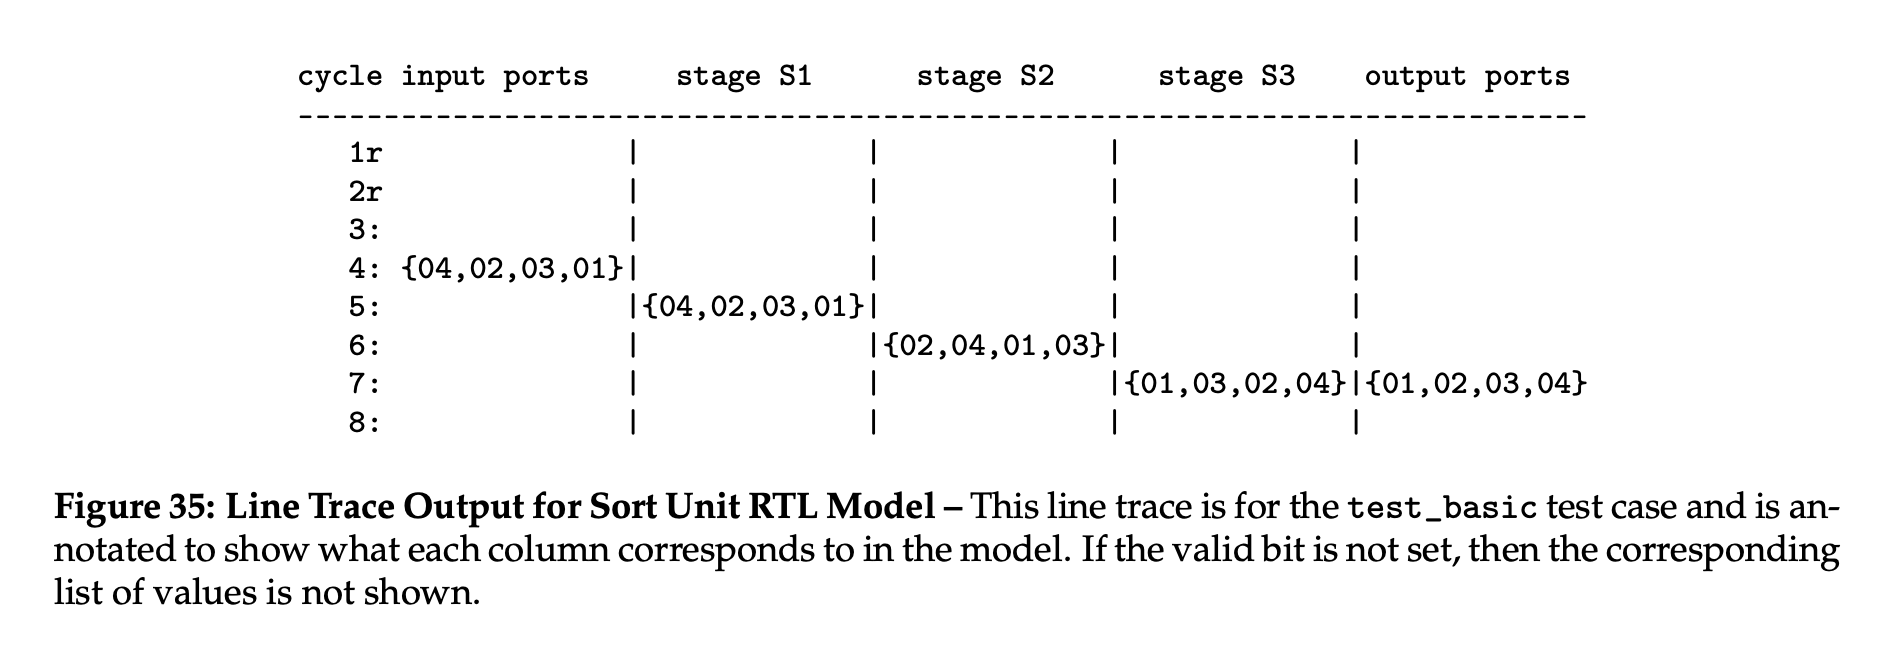 cycle input ports     stage S1      stage S2      stage S3    output ports
----------------------------------------------------------------------------
   1r              |             |             |             |
   2r              |             |             |             |
   3:              |             |             |             |
   4: {04,02,03,01}|             |             |             |
   5:              |{04,02,03,01}|             |             |
   6:              |             |{02,04,01,03}|             |
   7:              |             |             |{01,03,02,04}|{01,02,03,04}
   8:              |             |             |             |
Figure 35: Line Trace Output for Sort Unit RTL Model – This line trace is for the test_basic test case and is an-
notated to show what each column corresponds to in the model. If the valid bit is not set, then the corresponding
list of values is not shown.